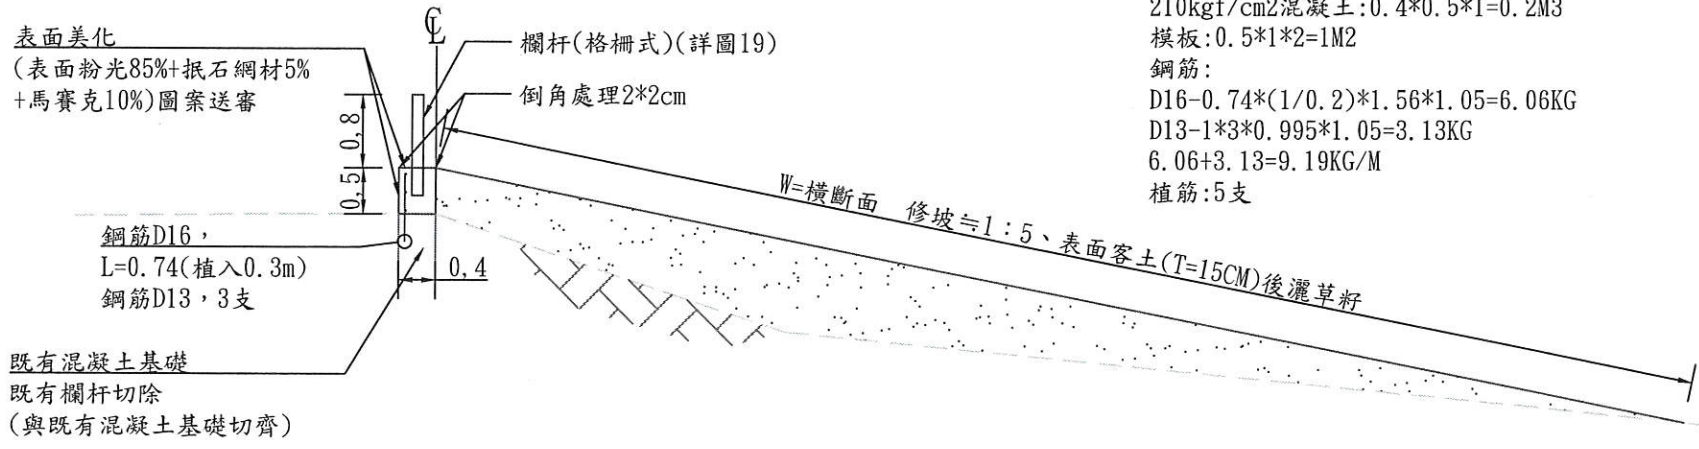 表面美化
(表面粉光85%+抿石網材5%
+馬賽克10%)圖案送審
℄
欄杆(格柵式)(詳圖19)
倒角處理2*2cm
0,8
0,5
0,4
鋼筋D16，
L=0.74(植入0.3m)
鋼筋D13，3支
既有混凝土基礎
既有欄杆切除
(與既有混凝土基礎切齊)
W=橫斷面　修坡≒1：5、表面客土(T=15CM)後灑草籽
210kgf/cm2混凝土:0.4*0.5*1=0.2M3
模板:0.5*1*2=1M2
鋼筋:
D16-0.74*(1/0.2)*1.56*1.05=6.06KG
D13-1*3*0.995*1.05=3.13KG
6.06+3.13=9.19KG/M
植筋:5支